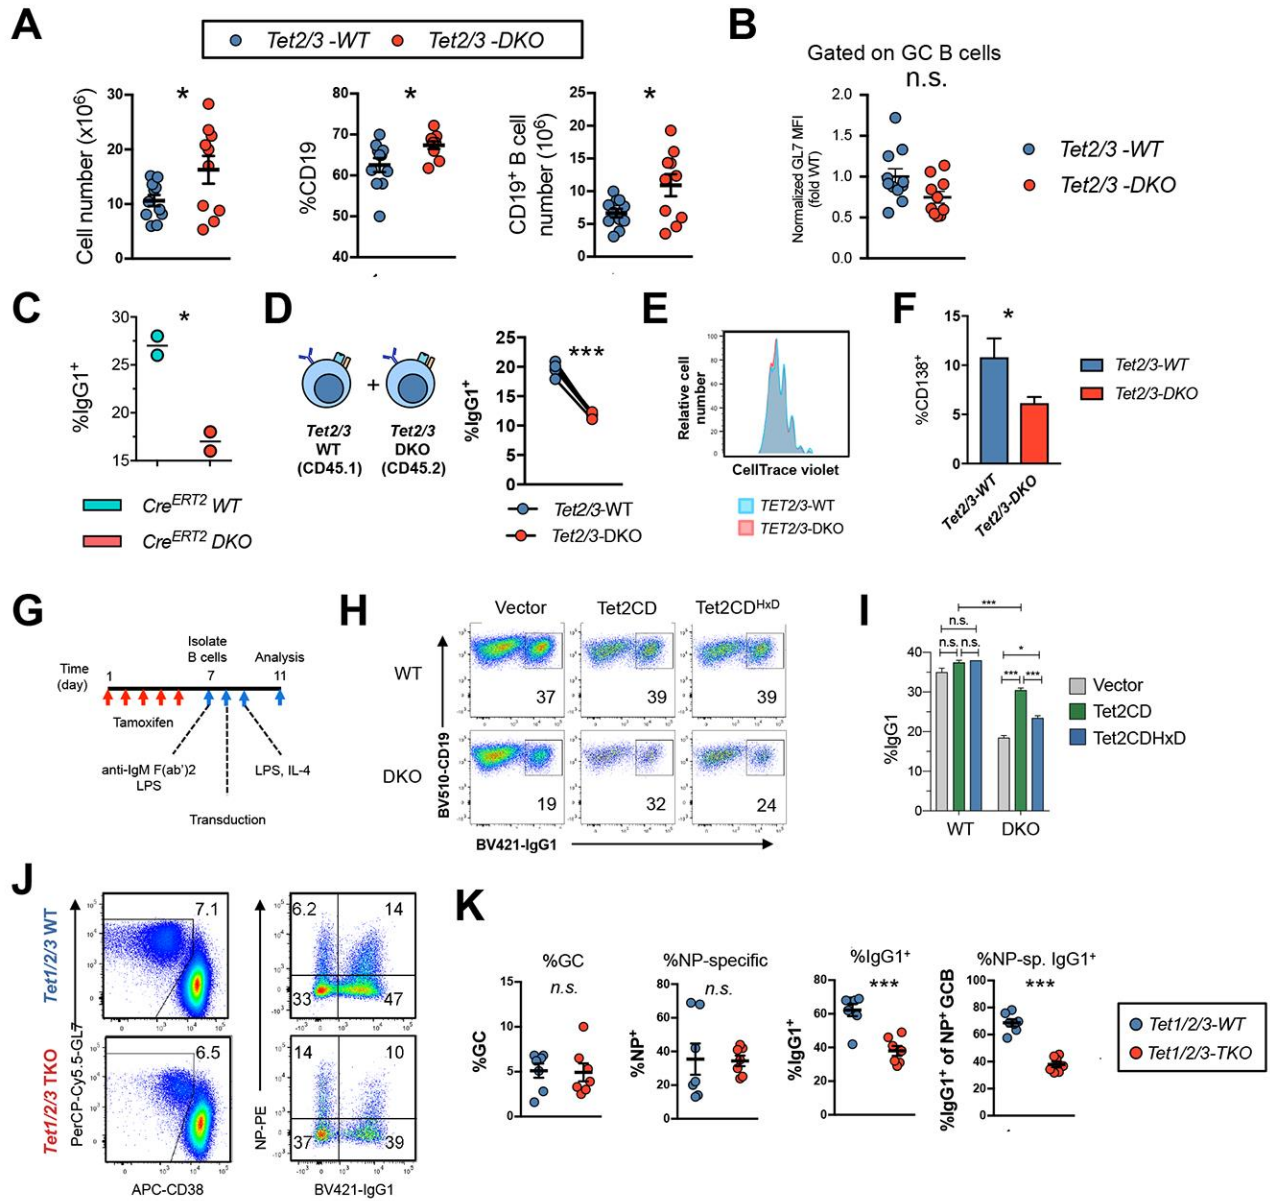 A
Tet2/3 -WT Tet2/3 -DKO
Cell number (x10⁶)
30
20
10
0
*
%CD19
80
70
60
50
40
*
CD19⁺ B cell
number (10⁶)
25
20
15
10
5
0
*
B
Gated on GC B cells
n.s.
Normalized GL7 MFI
(fold WT)
2.0
1.5
1.0
0.5
0.0
Tet2/3 -WT
Tet2/3 -DKO
C
%IgG1⁺
30
25
20
15
*
Cre^ERT2 WT
Cre^ERT2 DKO
D
+
Tet2/3
WT
(CD45.1)
Tet2/3
DKO
(CD45.2)
%IgG1⁺
25
20
15
10
5
0
***
Tet2/3-WT
Tet2/3-DKO
E
Relative cell
number
100
80
60
40
20
0
CellTrace violet
TET2/3-WT
TET2/3-DKO
F
%CD138⁺
15
10
5
0
*
Tet2/3-WT
Tet2/3-DKO
Tet2/3-WT
Tet2/3-DKO
G
Time
(day)
1
Isolate
B cells
7
Analysis
11
Tamoxifen
anti-IgM F(ab')2
LPS
LPS, IL-4
Transduction
H
Vector Tet2CD Tet2CD^HxD
WT
37 39 39
DKO
19 32 24
BV510-CD19
BV421-IgG1
I
%IgG1
40
30
20
10
0
***
n.s.
n.s. n.s.
*
*** ***
WT DKO
Vector
Tet2CD
Tet2CDHxD
J
Tet1/2/3 WT
7.1
6.2 14
33 47
Tet1/2/3 TKO
6.5
14 10
37 39
PerCP-Cy5.5-GL7
APC-CD38
NP-PE
BV421-IgG1
K
%GC
n.s.
%GC
15
10
5
0
%NP-specific
n.s.
%NP⁺
80
60
40
20
0
%IgG1⁺
***
%IgG1⁺
80
60
40
20
0
%NP-sp. IgG1⁺
***
%IgG1⁺ of NP⁺ GCB
100
80
60
40
20
0
Tet1/2/3-WT
Tet1/2/3-TKO